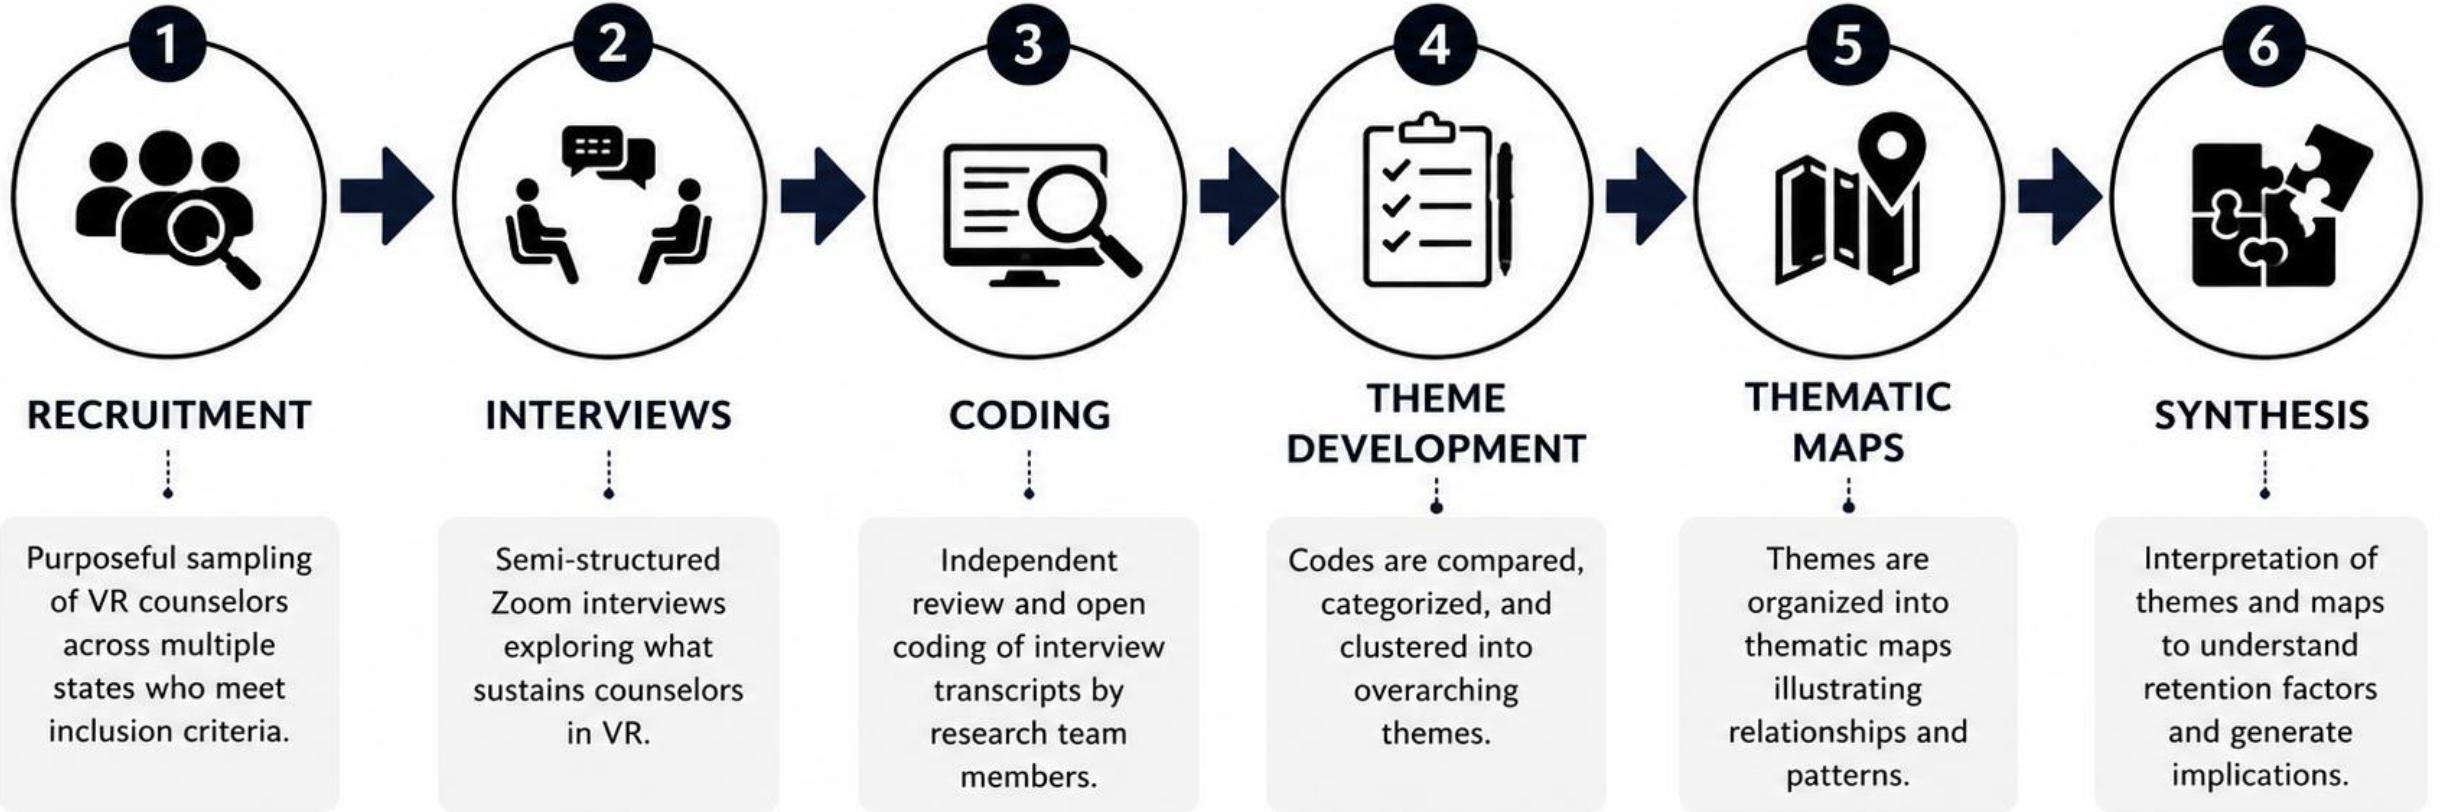 1
RECRUITMENT
Purposeful sampling
of VR counselors
across multiple
states who meet
inclusion criteria.
2
INTERVIEWS
Semi-structured
Zoom interviews
exploring what
sustains counselors
in VR.
3
CODING
Independent
review and open
coding of interview
transcripts by
research team
members.
4
THEME
DEVELOPMENT
Codes are compared,
categorized, and
clustered into
overarching
themes.
5
THEMATIC
MAPS
Themes are
organized into
thematic maps
illustrating
relationships and
patterns.
6
SYNTHESIS
Interpretation of
themes and maps
to understand
retention factors
and generate
implications.